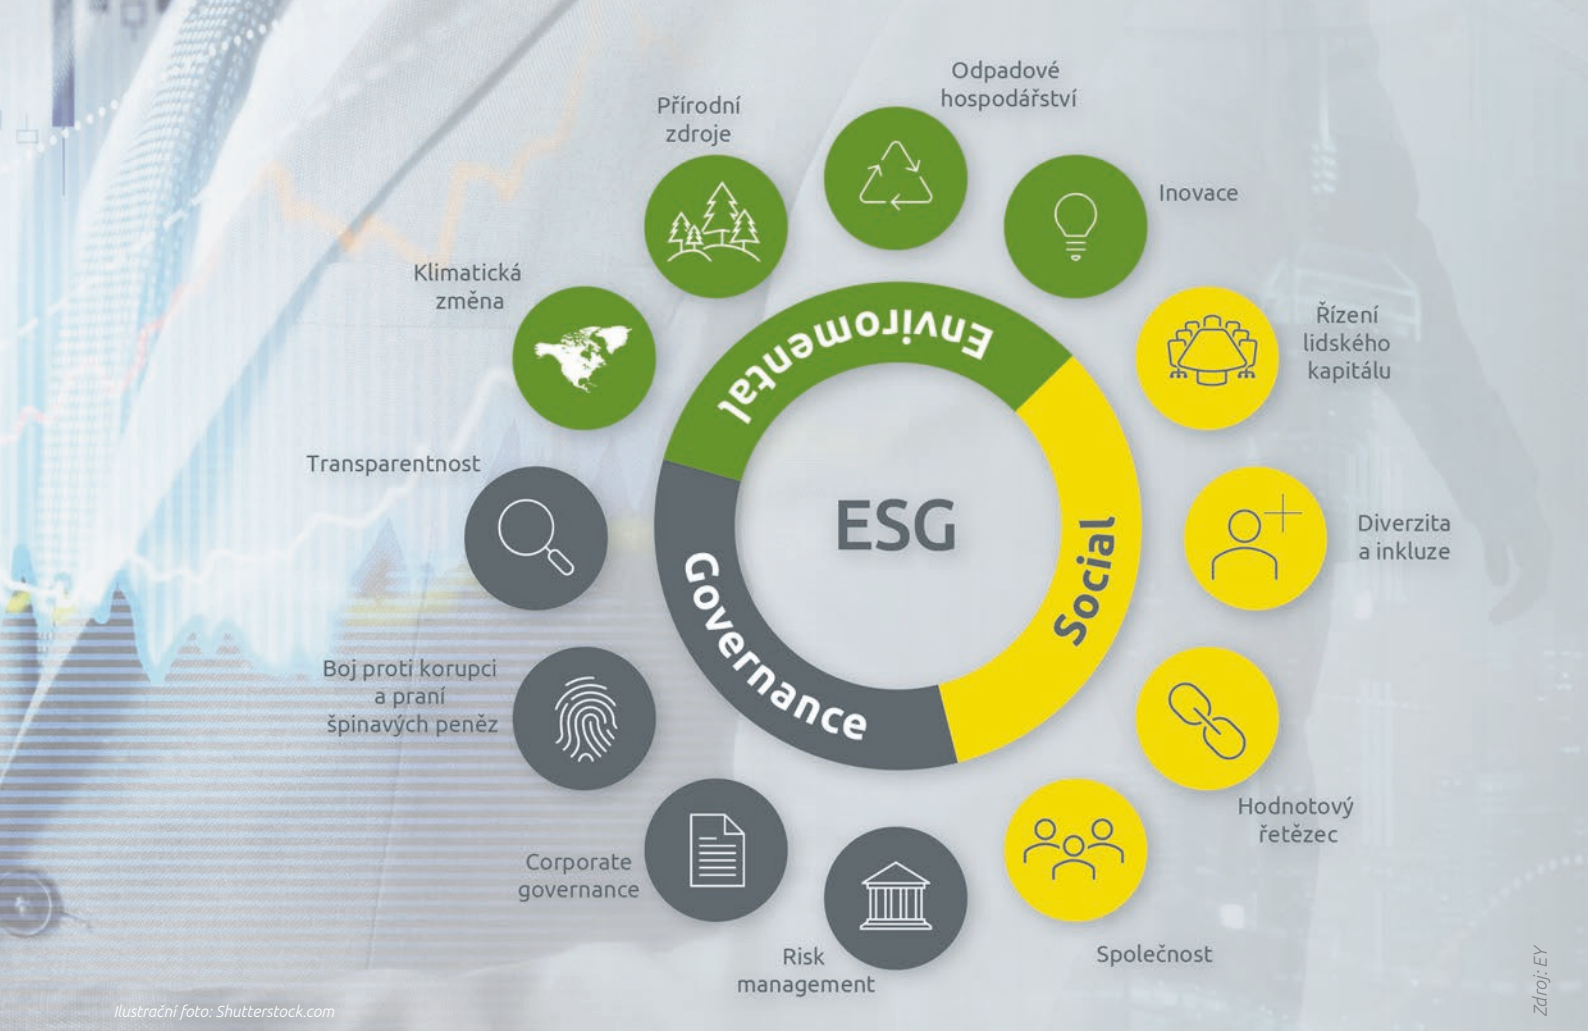 Odpadové
hospodářství
Přírodní
zdroje
Inovace
Klimatická
změna
Řízení
lidského
kapitálu
Enviromental
Transparentnost
ESG
Diverzita
a inkluze
Social
Governance
Boj proti korupci
a praní
špinavých peněz
Hodnotový
řetězec
Corporate
governance
Společnost
Risk
management
Ilustrační foto: Shutterstock.com
Zdroj: EY